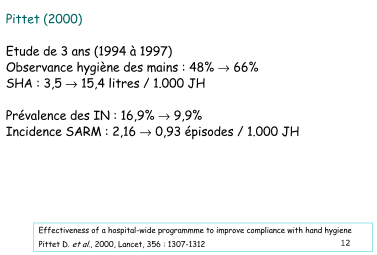 Pittet (2000)
Etude de 3 ans (1994 à 1997)
Observance hygiène des mains : 48% → 66%
SHA : 3,5 → 15,4 litres / 1.000 JH
Prévalence des IN : 16,9% → 9,9%
Incidence SARM : 2,16 → 0,93 épisodes / 1.000 JH
Effectiveness of a hospital-wide programmme to improve compliance with hand hygiene
Pittet D. et al., 2000, Lancet, 356 : 1307-1312
12